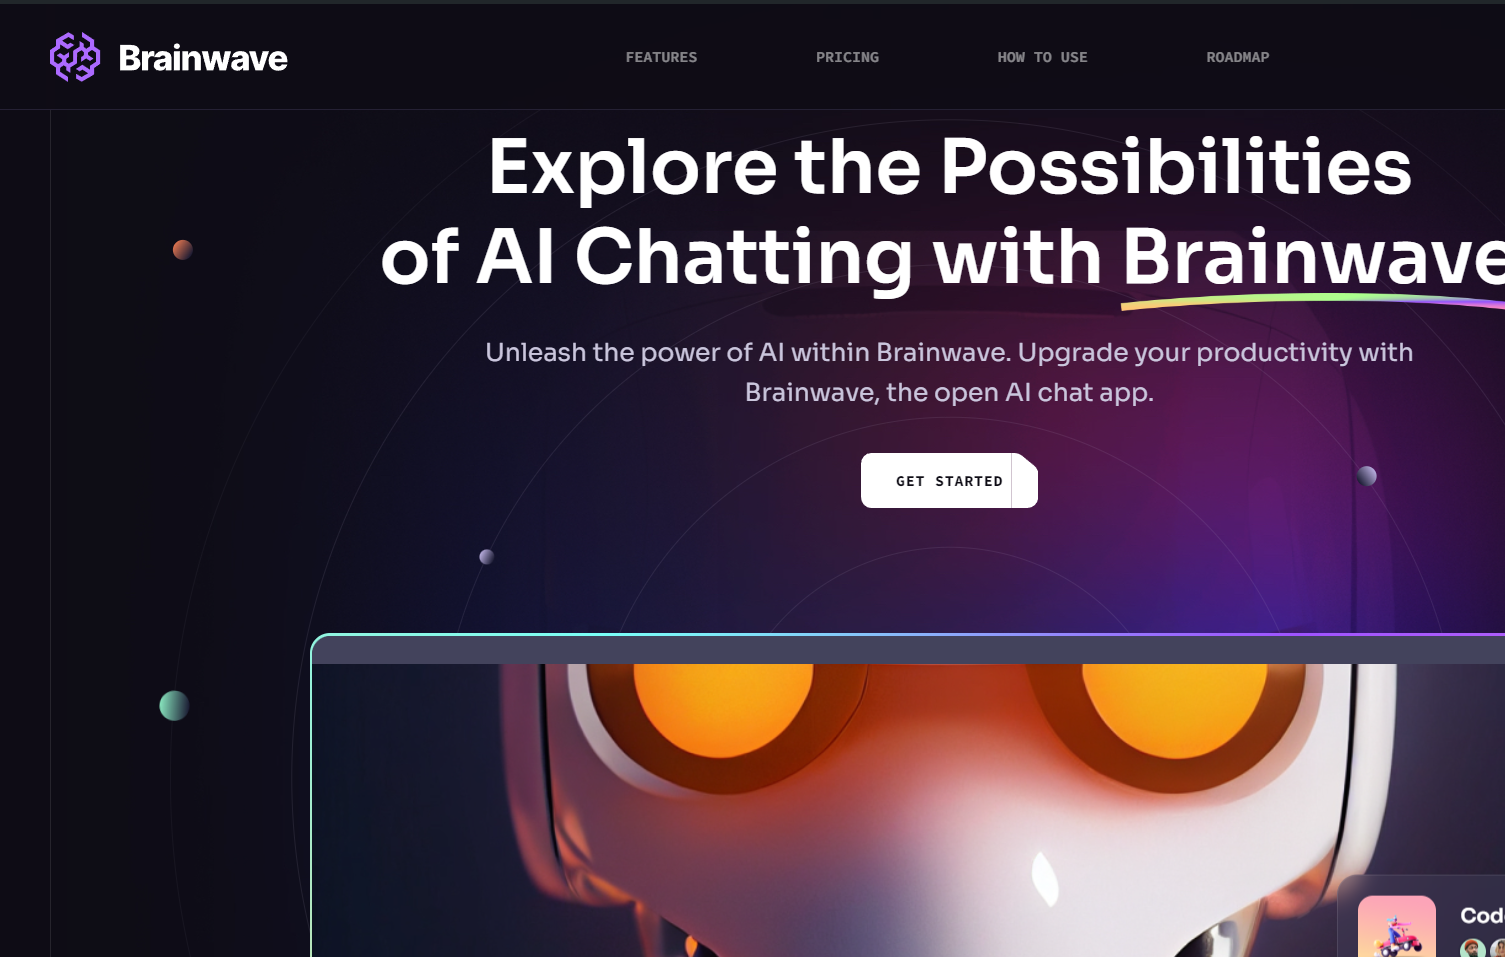 Brainwave
FEATURES
PRICING
HOW TO USE
ROADMAP
Explore the Possibilities
of AI Chatting with Brainwave
Unleash the power of AI within Brainwave. Upgrade your productivity with
Brainwave, the open AI chat app.
GET STARTED
Cod